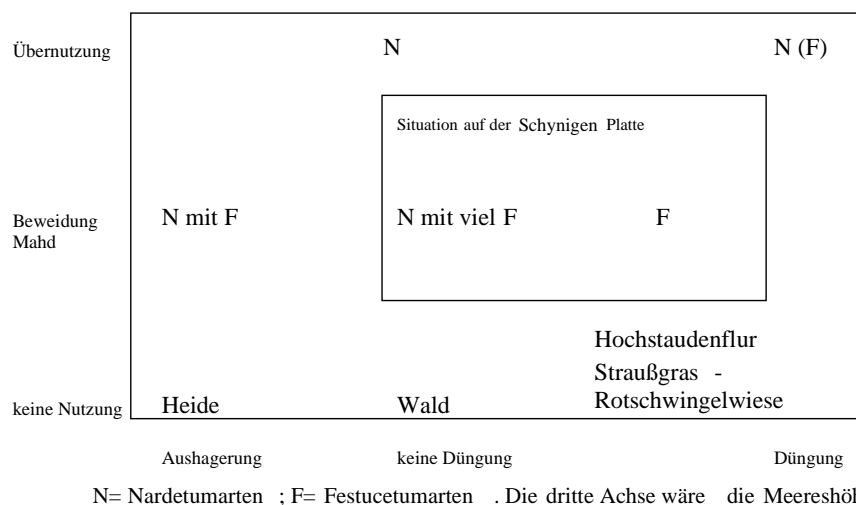 Übernutzung N N (F)
Situation auf der Schynigen Platte
Beweidung
Mahd
N mit F N mit viel F F
Hochstaudenflur
Straußgras -
Rotschwingelwiese
keine Nutzung Heide Wald
Aushagerung keine Düngung Düngung
N= Nardetumarten ; F= Festucetumarten . Die dritte Achse wäre die Meereshöh